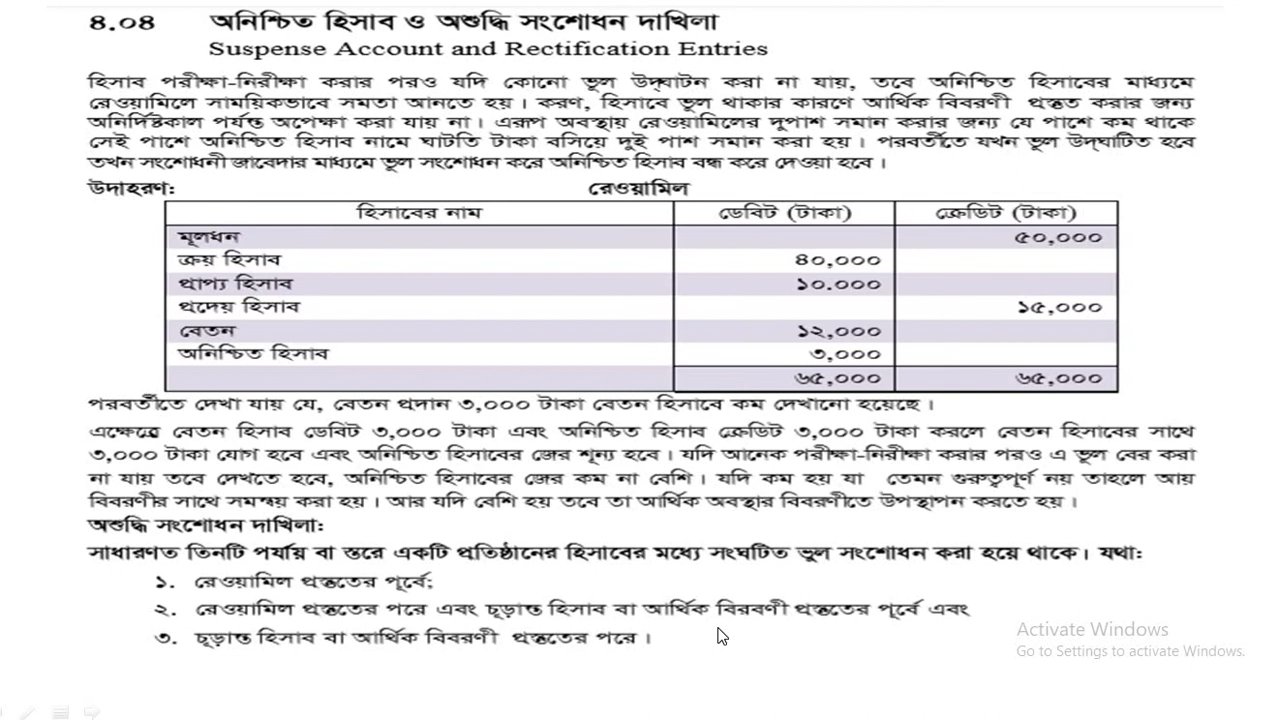 ৪.০৪ অনিশ্চিত হিসাব ও অশুদ্ধি সংশোধন দাখিলা
Suspense Account and Rectification Entries
হিসাব পরীক্ষা-নিরীক্ষা করার পরও যদি কোনো ভুল উদ্ঘাটন করা না যায়, তবে অনিশ্চিত হিসাবের মাধ্যমে
রেওয়ামিলে সাময়িকভাবে সমতা আনতে হয়। করণ, হিসাবে ভুল থাকার কারণে আর্থিক বিবরণী প্রস্তুত করার জন্য
অনির্দিষ্টকাল পর্যন্ত অপেক্ষা করা যায় না। এরূপ অবস্থায় রেওয়ামিলের দুপাশ সমান করার জন্য যে পাশে কম থাকে
সেই পাশে অনিশ্চিত হিসাব নামে ঘাটতি টাকা বসিয়ে দুই পাশ সমান করা হয়। পরবর্তীতে যখন ভুল উদ্ঘাটিত হবে
তখন সংশোধনী জাবেদার মাধ্যমে ভুল সংশোধন করে অনিশ্চিত হিসাব বন্ধ করে দেওয়া হবে।
উদাহরণ: রেওয়ামিল
হিসাবের নাম ডেবিট (টাকা) ক্রেডিট (টাকা)
মূলধন ৫০,০০০
ক্রয় হিসাব ৪০,০০০
প্রাপ্য হিসাব ১০.০০০
প্রদেয় হিসাব ১৫,০০০
বেতন ১২,০০০
অনিশ্চিত হিসাব ৩,০০০
৬৫,০০০ ৬৫,০০০
পরবর্তীতে দেখা যায় যে, বেতন প্রদান ৩,০০০ টাকা বেতন হিসাবে কম দেখানো হয়েছে।
এক্ষেত্রে বেতন হিসাব ডেবিট ৩,০০০ টাকা এবং অনিশ্চিত হিসাব ক্রেডিট ৩,০০০ টাকা করলে বেতন হিসাবের সাথে
৩,০০০ টাকা যোগ হবে এবং অনিশ্চিত হিসাবের জের শূন্য হবে। যদি আনেক পরীক্ষা-নিরীক্ষা করার পরও এ ভুল বের করা
না যায় তবে দেখতে হবে, অনিশ্চিত হিসাবের জের কম না বেশি। যদি কম হয় যা তেমন গুরুত্বপূর্ণ নয় তাহলে আয়
বিবরণীর সাথে সমন্বয় করা হয়। আর যদি বেশি হয় তবে তা আর্থিক অবস্থার বিবরণীতে উপস্থাপন করতে হয়।
অশুদ্ধি সংশোধন দাখিলা:
সাধারণত তিনটি পর্যায় বা স্তরে একটি প্রতিষ্ঠানের হিসাবের মধ্যে সংঘটিত ভুল সংশোধন করা হয়ে থাকে। যথা:
১. রেওয়ামিল প্রস্তুতের পূর্বে;
২. রেওয়ামিল প্রস্তুতের পরে এবং চূড়ান্ত হিসাব বা আর্থিক বিরবণী প্রস্তুতের পূর্বে এবং
৩. চূড়ান্ত হিসাব বা আর্থিক বিবরণী প্রস্তুতের পরে।
Activate Windows
Go to Settings to activate Windows.